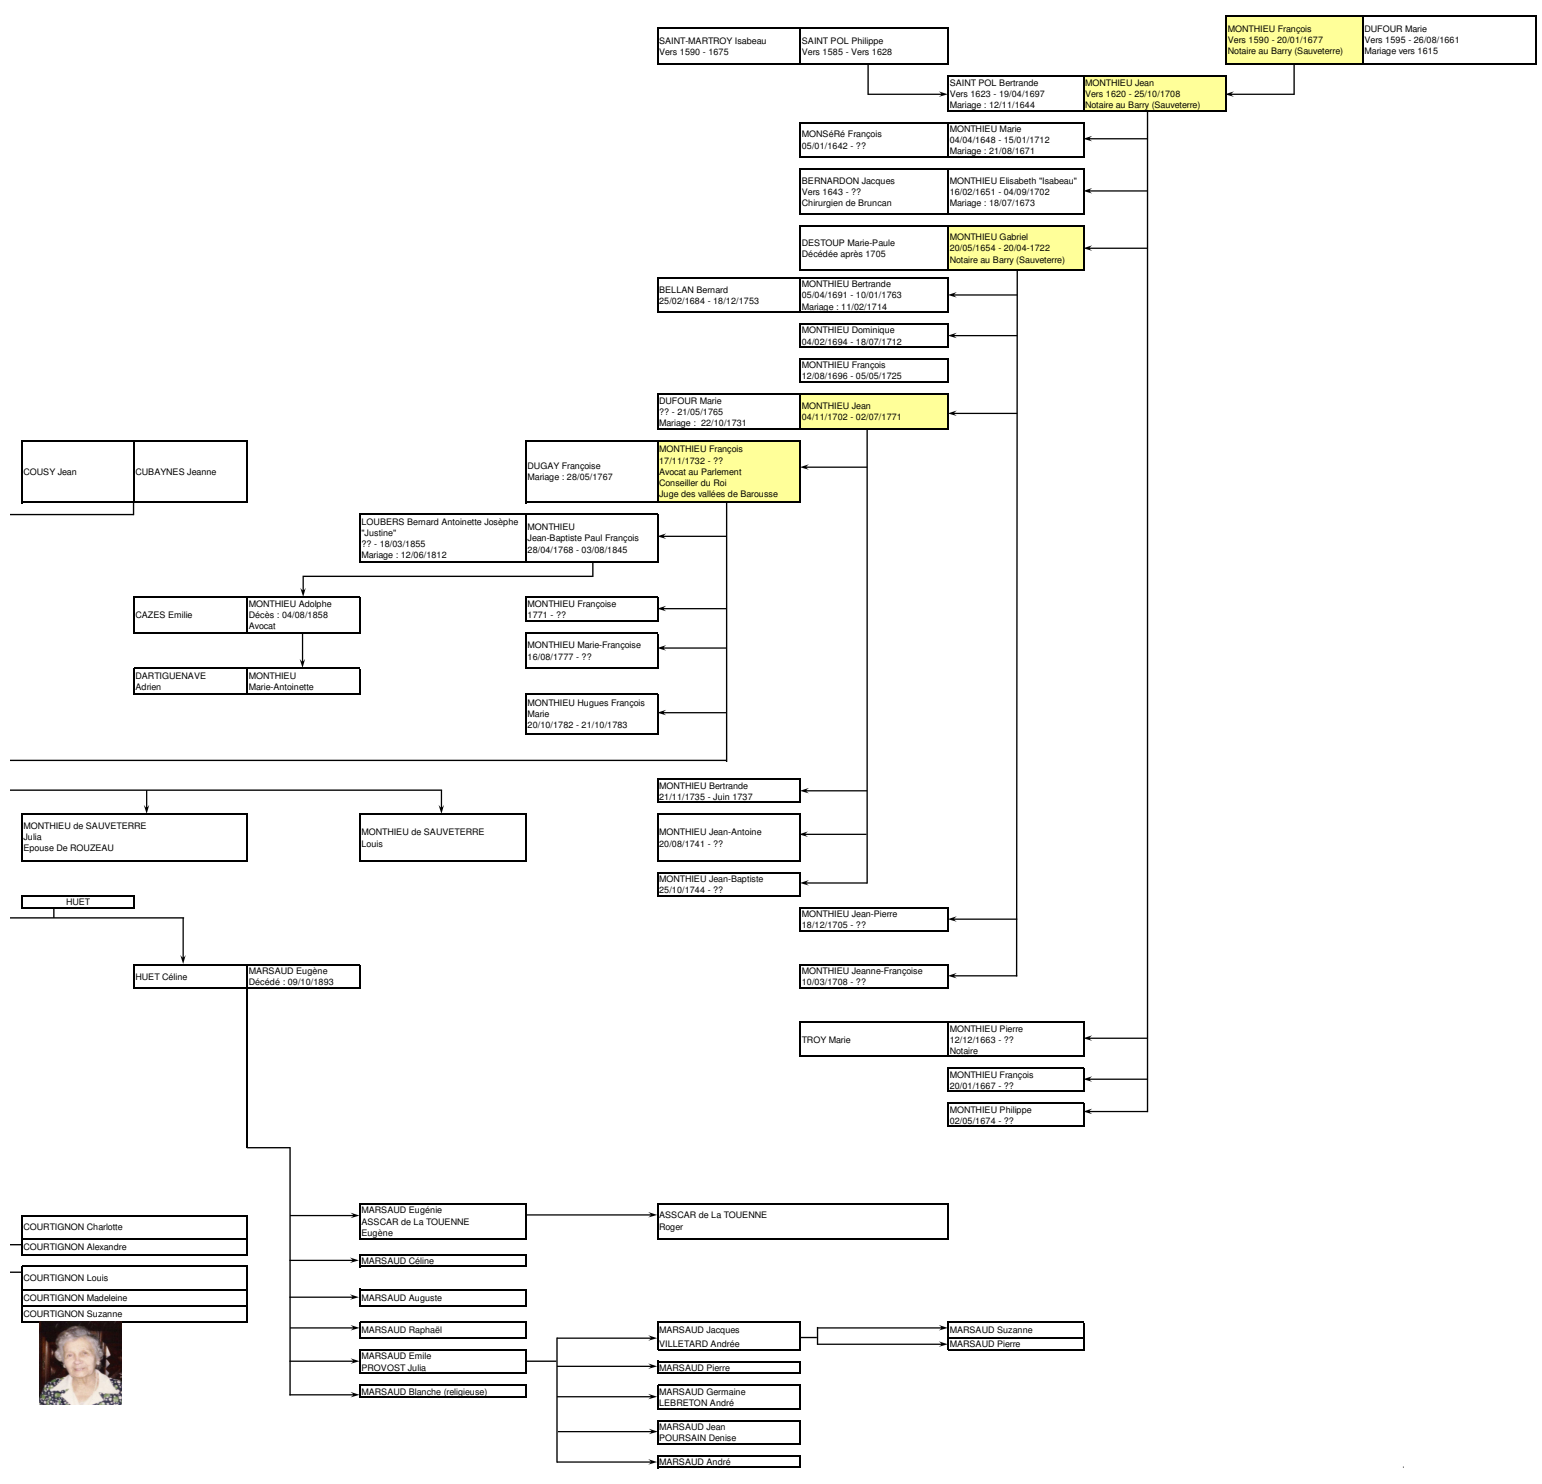 SAINT-MARTROY Isabeau
Vers 1590 - 1675
SAINT POL Philippe
Vers 1585 - Vers 1628
MONTHIEU François
Vers 1590 - 20/01/1677
Notaire au Barry (Sauveterre)
DUFOUR Marie
Vers 1595 - 26/08/1661
Mariage vers 1615
SAINT POL Bertrande
Vers 1623 - 19/04/1697
Mariage : 12/11/1644
MONTHIEU Jean
Vers 1620 - 25/10/1708
Notaire au Barry (Sauveterre)
MONSéRé François
05/01/1642 - ??
MONTHIEU Marie
04/04/1648 - 15/01/1712
Mariage : 21/08/1671
BERNARDON Jacques
Vers 1643 - ??
Chirurgien de Bruncan
MONTHIEU Elisabeth "Isabeau"
16/02/1651 - 04/09/1702
Mariage : 18/07/1673
DESTOUP Marie-Paule
Décédée après 1705
MONTHIEU Gabriel
20/05/1654 - 20/04-1722
Notaire au Barry (Sauveterre)
BELLAN Bernard
25/02/1684 - 18/12/1753
MONTHIEU Bertrande
05/04/1691 - 10/01/1763
Mariage : 11/02/1714
MONTHIEU Dominique
04/02/1694 - 18/07/1712
MONTHIEU François
12/08/1696 - 05/05/1725
DUFOUR Marie
?? - 21/05/1765
Mariage :  22/10/1731
MONTHIEU Jean
04/11/1702 - 02/07/1771
COUSY Jean
CUBAYNES Jeanne
DUGAY Françoise
Mariage : 28/05/1767
MONTHIEU François
17/11/1732 - ??
Avocat au Parlement
Conseiller du Roi
Juge des vallées de Barousse
LOUBERS Bernard Antoinette Josèphe
"Justine"
?? - 18/03/1855
Mariage : 12/06/1812
MONTHIEU
Jean-Baptiste Paul François
28/04/1768 - 03/08/1845
CAZES Emilie
MONTHIEU Adolphe
Décès : 04/08/1858
Avocat
MONTHIEU Françoise
1771 - ??
MONTHIEU Marie-Françoise
16/08/1777 - ??
DARTIGUENAVE
Adrien
MONTHIEU
Marie-Antoinette
MONTHIEU Hugues François
Marie
20/10/1782 - 21/10/1783
MONTHIEU Bertrande
21/11/1735 - Juin 1737
MONTHIEU de SAUVETERRE
Julia
Epouse De ROUZEAU
MONTHIEU de SAUVETERRE
Louis
MONTHIEU Jean-Antoine
20/08/1741 - ??
MONTHIEU Jean-Baptiste
25/10/1744 - ??
HUET
MONTHIEU Jean-Pierre
18/12/1705 - ??
HUET Céline
MARSAUD Eugène
Décédé : 09/10/1893
MONTHIEU Jeanne-Françoise
10/03/1708 - ??
TROY Marie
MONTHIEU Pierre
12/12/1663 - ??
Notaire
MONTHIEU François
20/01/1667 - ??
MONTHIEU Philippe
02/05/1674 - ??
MARSAUD Eugénie
ASSCAR de La TOUENNE
Eugène
ASSCAR de La TOUENNE
Roger
COURTIGNON Charlotte
COURTIGNON Alexandre
MARSAUD Céline
COURTIGNON Louis
COURTIGNON Madeleine
COURTIGNON Suzanne
MARSAUD Auguste
MARSAUD Raphaël
MARSAUD Emile
PROVOST Julia
MARSAUD Blanche (religieuse)
MARSAUD Jacques
VILLETARD Andrée
MARSAUD Suzanne
MARSAUD Pierre
MARSAUD Pierre
MARSAUD Germaine
LEBRETON André
MARSAUD Jean
POURSAIN Denise
MARSAUD André